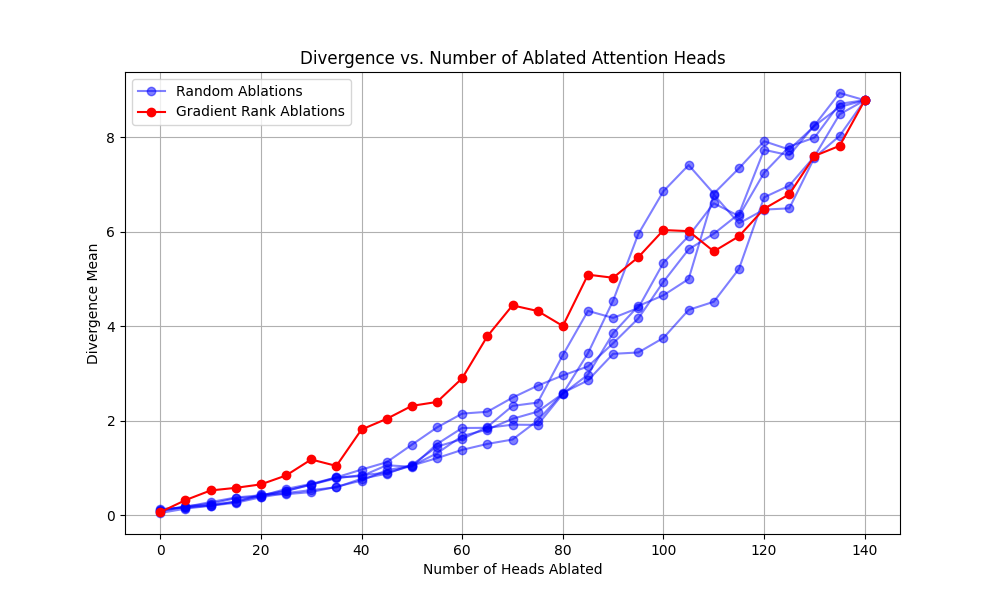 Divergence vs. Number of Ablated Attention Heads
Random Ablations
Gradient Rank Ablations
8
6
4
2
0
Divergence Mean
0 20 40 60 80 100 120 140
Number of Heads Ablated